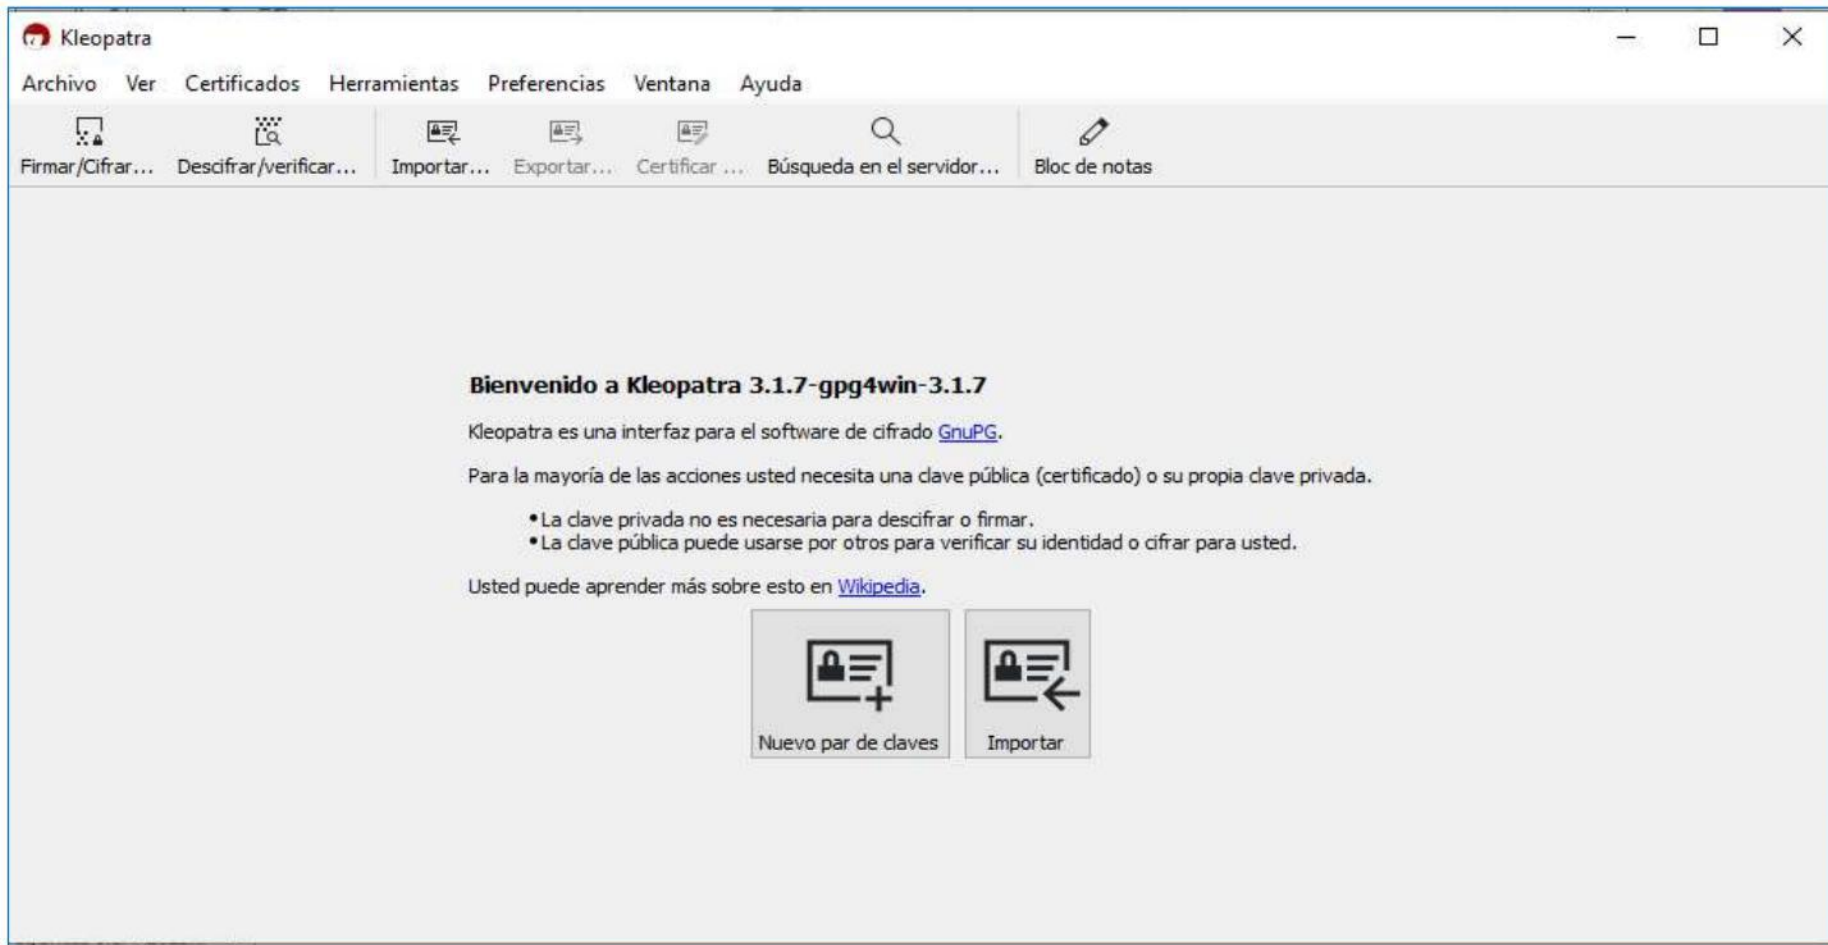 Kleopatra
Archivo Ver Certificados Herramientas Preferencias Ventana Ayuda
Firmar/Cifrar... Descifrar/verificar... Importar... Exportar... Certificar ... Búsqueda en el servidor... Bloc de notas
Bienvenido a Kleopatra 3.1.7-gpg4win-3.1.7
Kleopatra es una interfaz para el software de cifrado GnuPG.
Para la mayoría de las acciones usted necesita una clave pública (certificado) o su propia clave privada.
• La clave privada no es necesaria para descifrar o firmar.
• La clave pública puede usarse por otros para verificar su identidad o cifrar para usted.
Usted puede aprender más sobre esto en Wikipedia.
Nuevo par de claves Importar